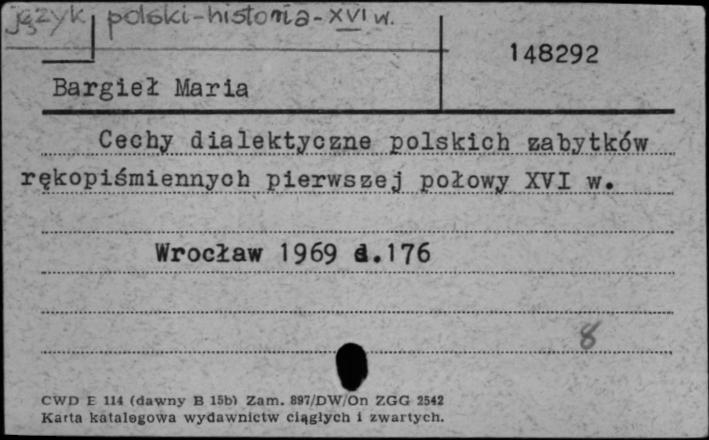 język polski-historia-XVI w.
148292
Bargieł Maria
Cechy dialektyczne polskich zabytków
rękopiśmiennych pierwszej połowy XVI w.
Wrocław 1969 s.176
8
CWD E 114 (dawny B 15b) Zam. 897/DW/On ZGG 2542
Karta katalogowa wydawnictw ciągłych i zwartych.